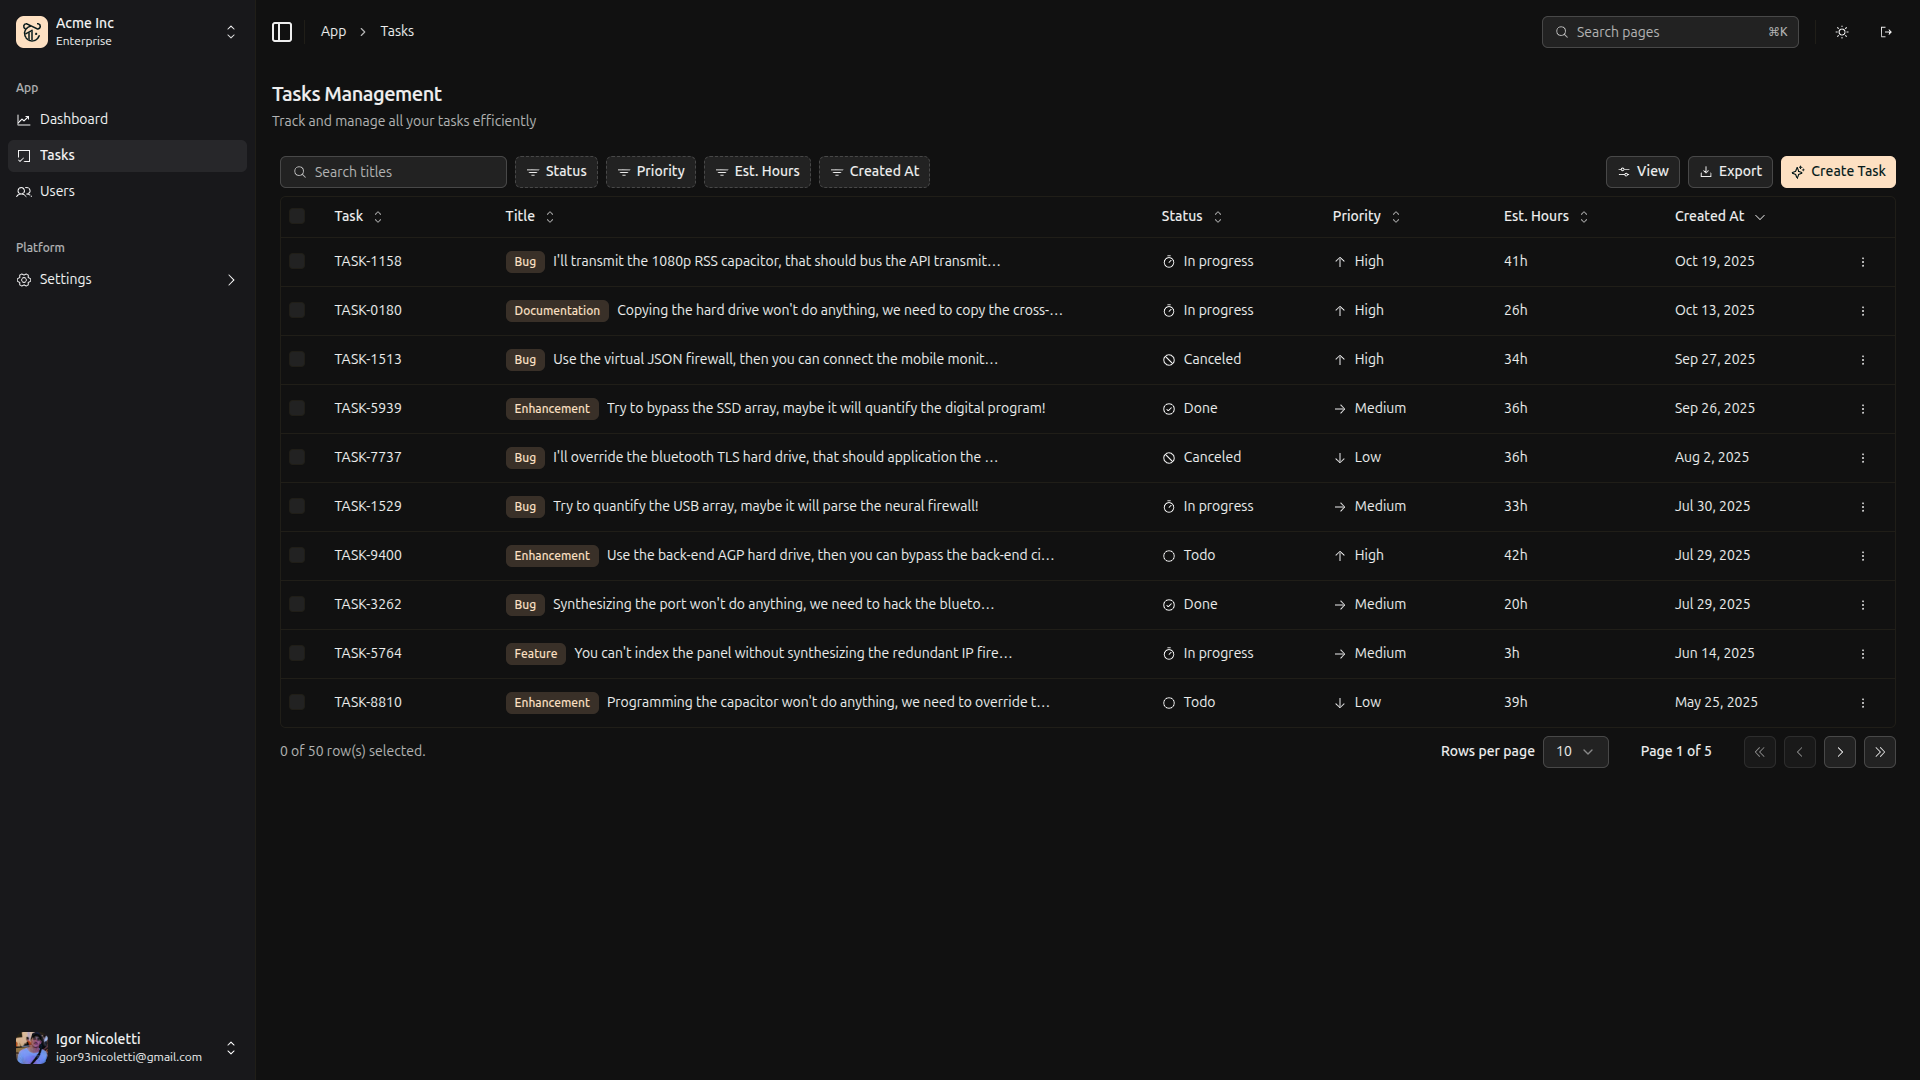 Acme Inc
Enterprise
App
Dashboard
Tasks
Users
Platform
Settings
Igor Nicoletti
igor93nicoletti@gmail.com
App Tasks
Search pages ⌘K
Tasks Management
Track and manage all your tasks efficiently
Search titles Status Priority Est. Hours Created At View Export Create Task
Task Title Status Priority Est. Hours Created At
TASK-1158 Bug I'll transmit the 1080p RSS capacitor, that should bus the API transmit… In progress High 41h Oct 19, 2025
TASK-0180 Documentation Copying the hard drive won't do anything, we need to copy the cross-… In progress High 26h Oct 13, 2025
TASK-1513 Bug Use the virtual JSON firewall, then you can connect the mobile monit… Canceled High 34h Sep 27, 2025
TASK-5939 Enhancement Try to bypass the SSD array, maybe it will quantify the digital program! Done Medium 36h Sep 26, 2025
TASK-7737 Bug I'll override the bluetooth TLS hard drive, that should application the … Canceled Low 36h Aug 2, 2025
TASK-1529 Bug Try to quantify the USB array, maybe it will parse the neural firewall! In progress Medium 33h Jul 30, 2025
TASK-9400 Enhancement Use the back-end AGP hard drive, then you can bypass the back-end ci… Todo High 42h Jul 29, 2025
TASK-3262 Bug Synthesizing the port won't do anything, we need to hack the blueto… Done Medium 20h Jul 29, 2025
TASK-5764 Feature You can't index the panel without synthesizing the redundant IP fire… In progress Medium 3h Jun 14, 2025
TASK-8810 Enhancement Programming the capacitor won't do anything, we need to override t… Todo Low 39h May 25, 2025
0 of 50 row(s) selected. Rows per page 10 Page 1 of 5